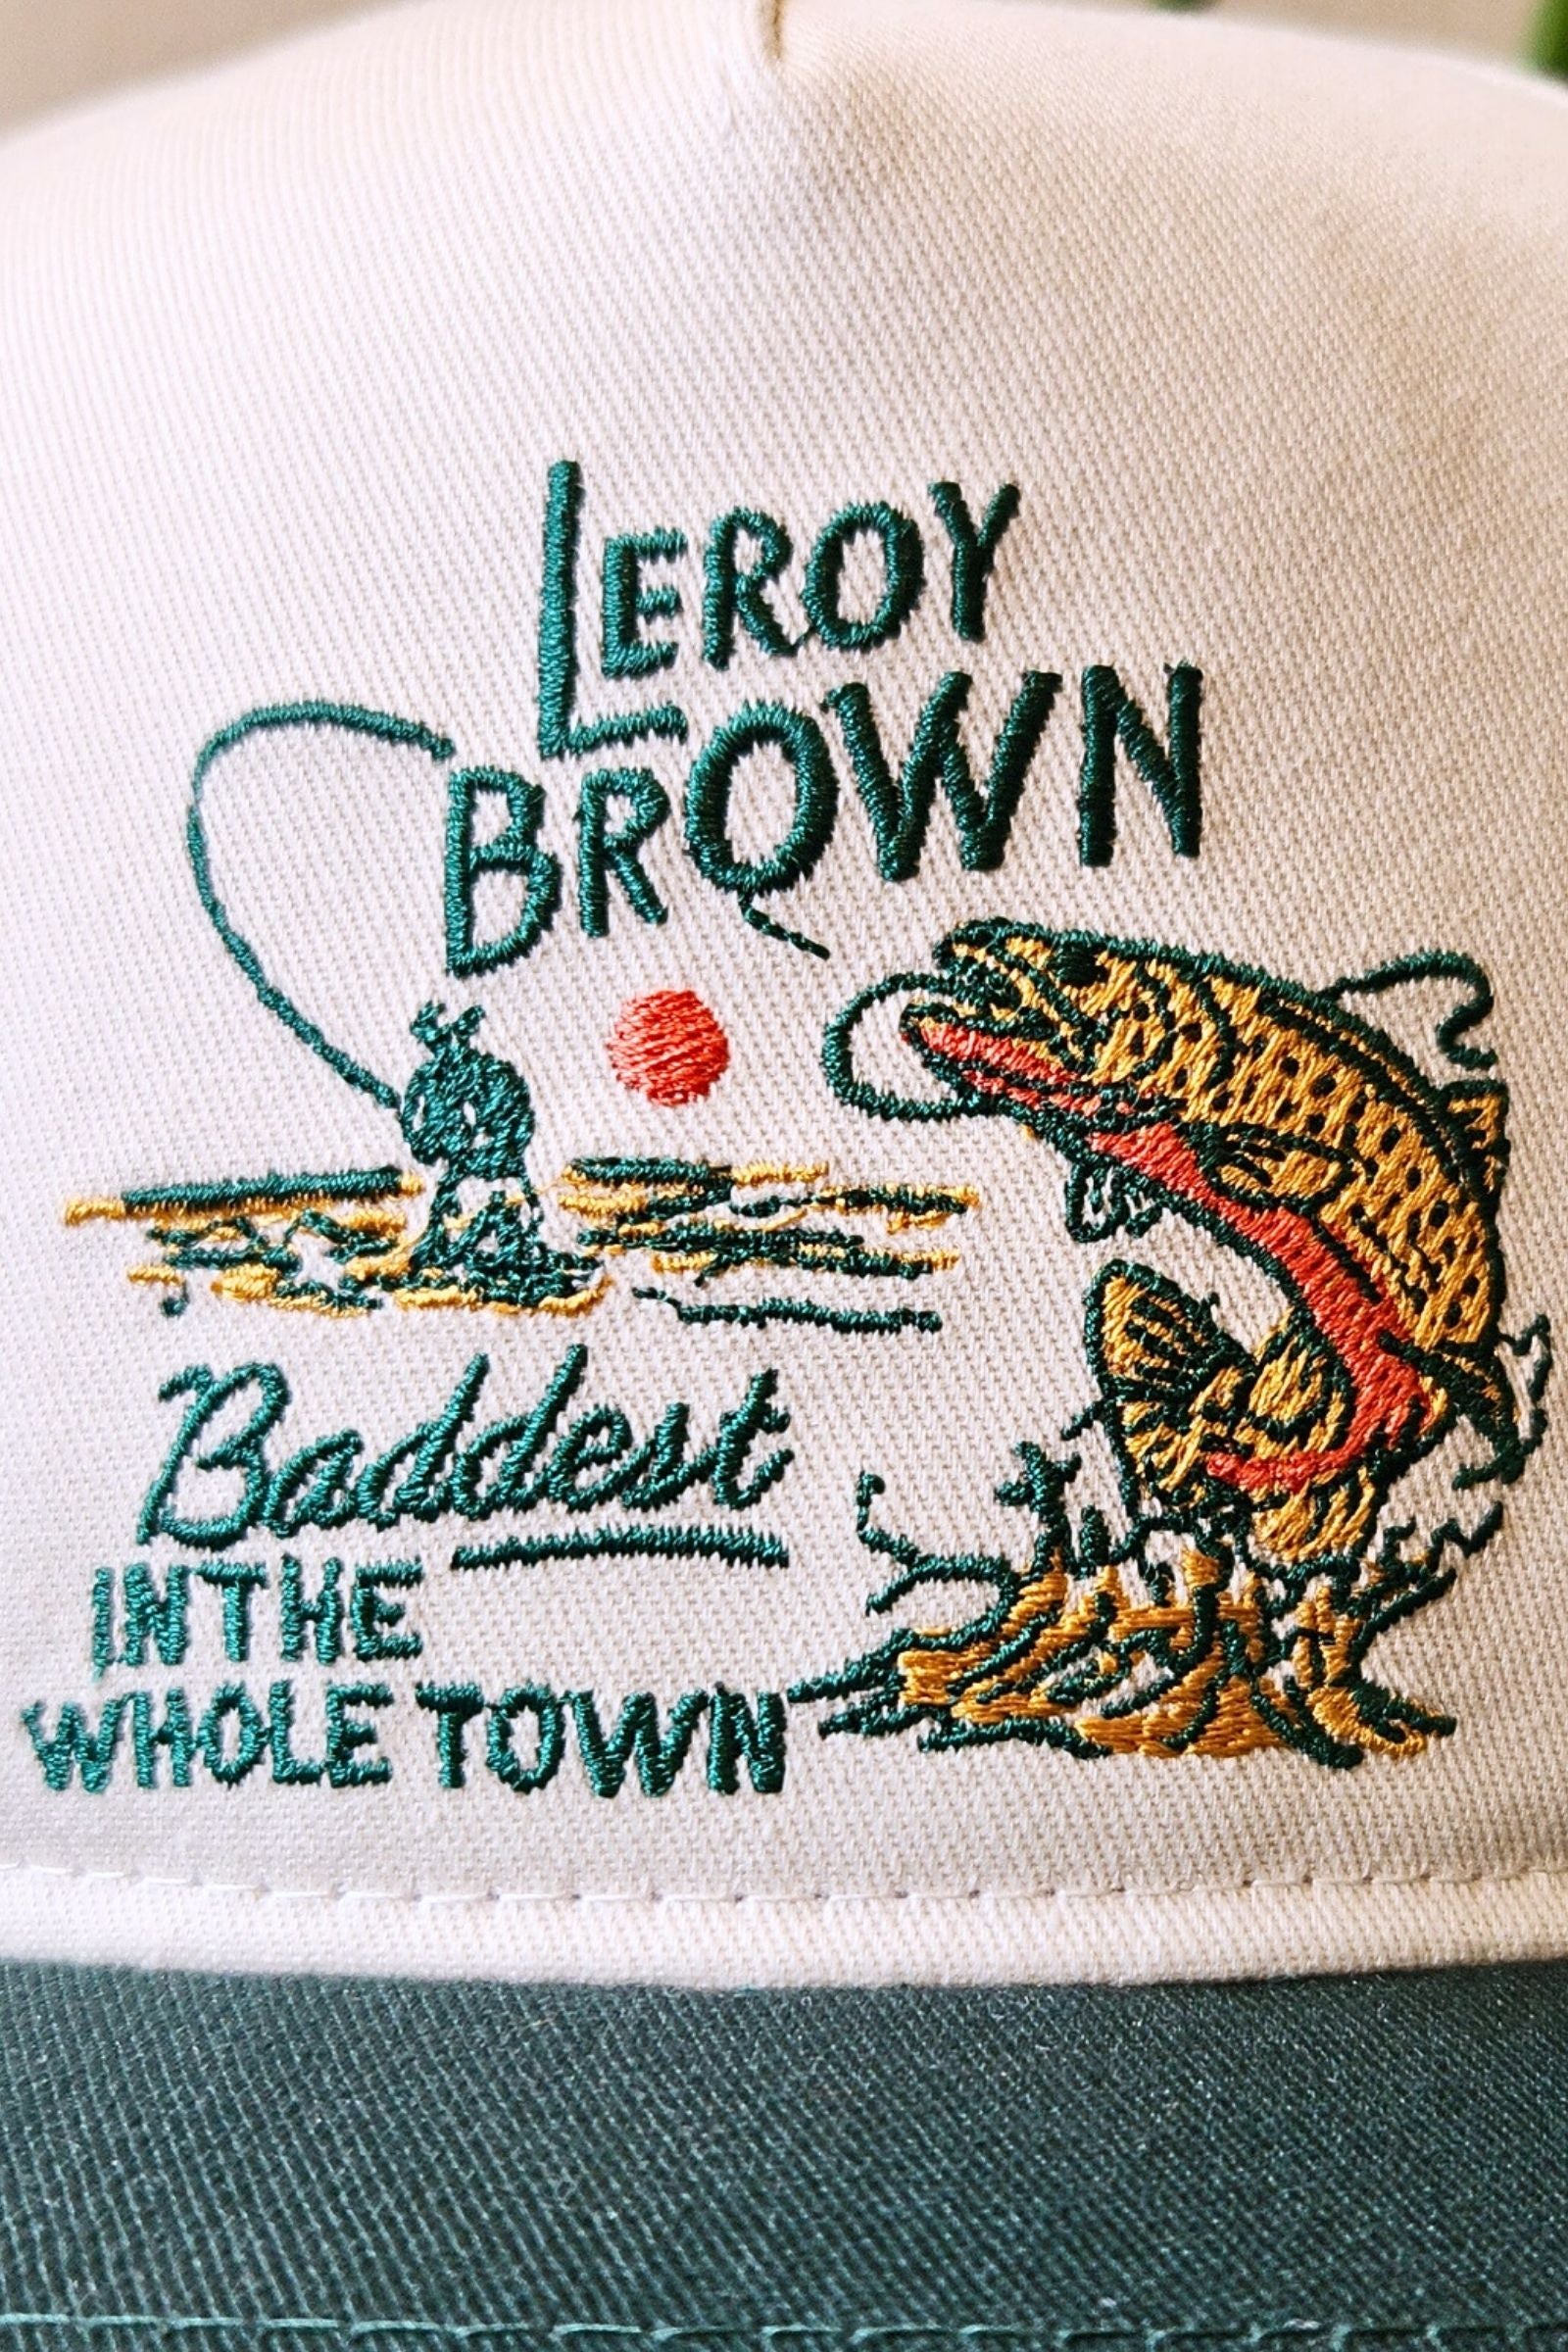 LEROY
BROWN
Baddest
IN THE
WHOLE TOWN